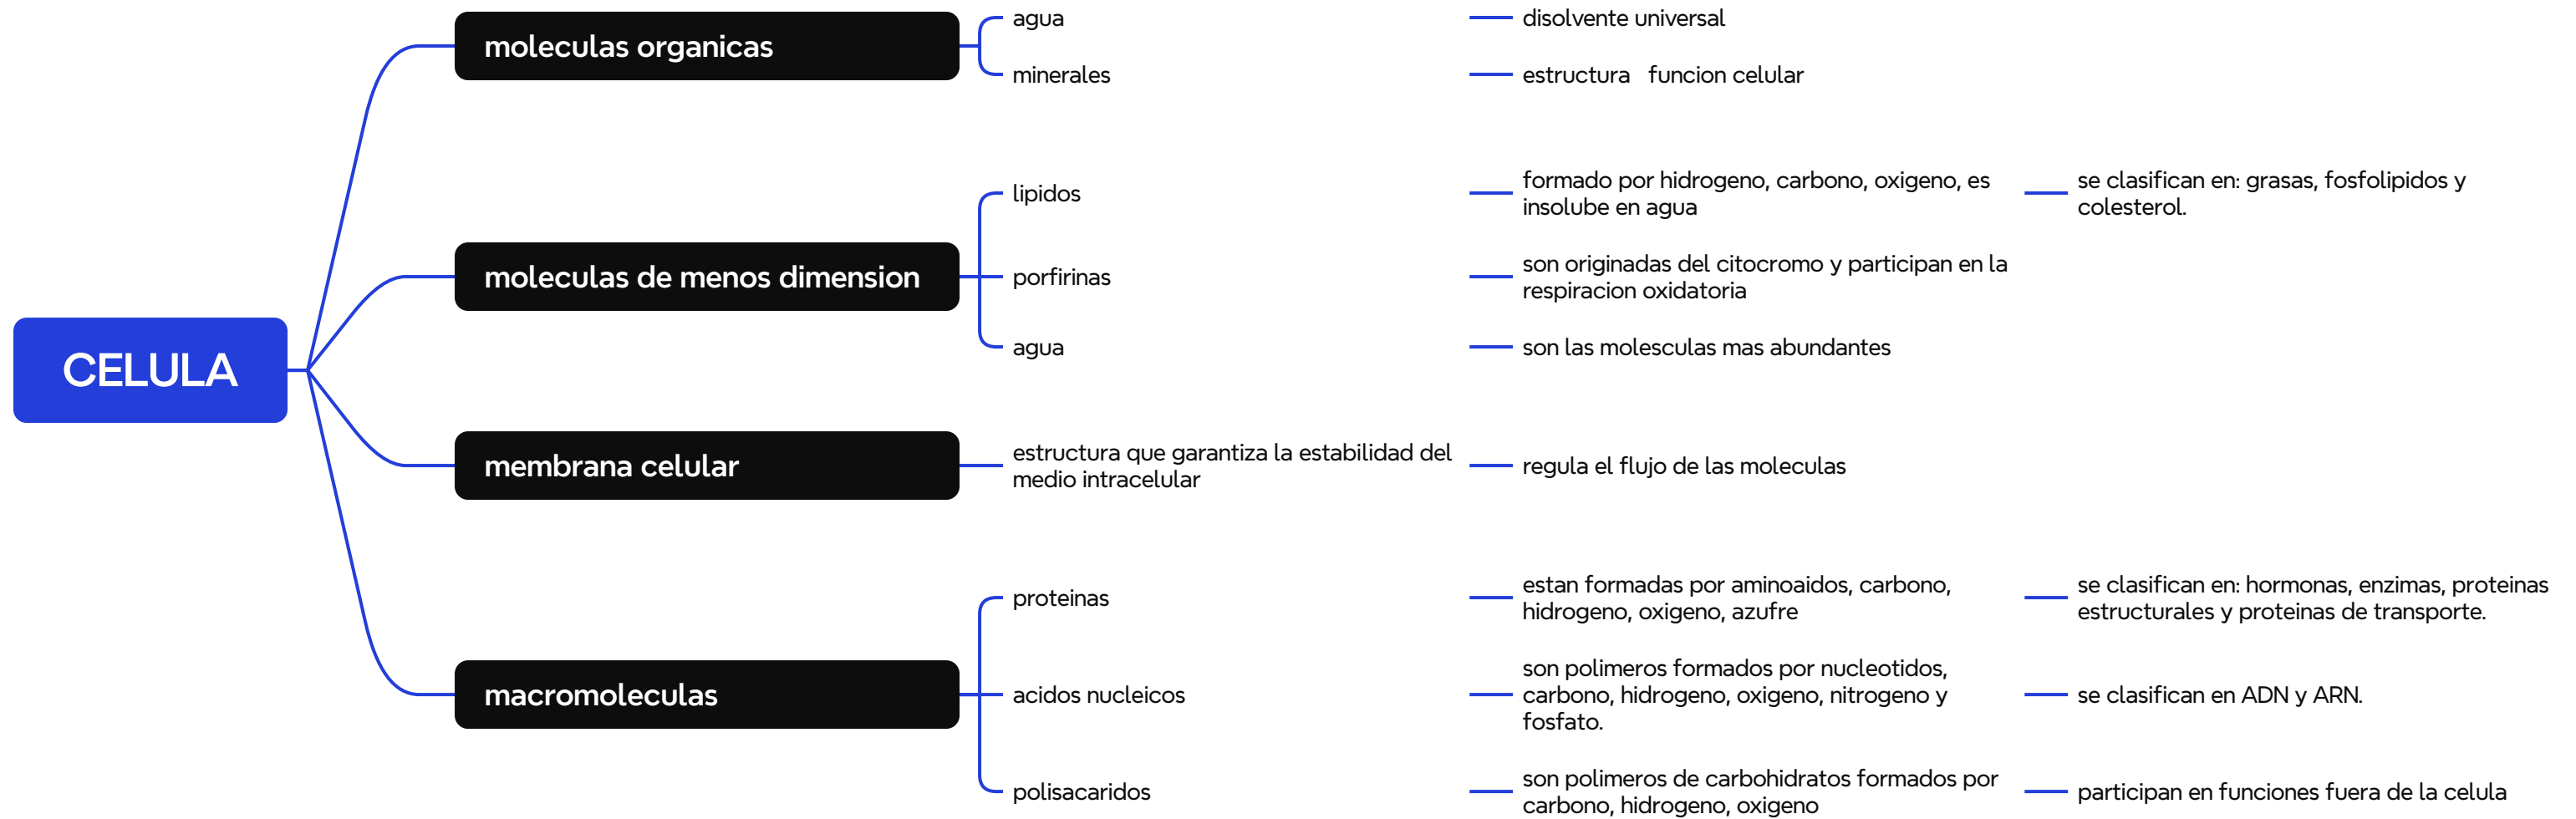 CELULA
moleculas organicas
agua
disolvente universal
minerales
estructura funcion celular
moleculas de menos dimension
lipidos
formado por hidrogeno, carbono, oxigeno, es
insolube en agua
se clasifican en: grasas, fosfolipidos y
colesterol.
porfirinas
son originadas del citocromo y participan en la
respiracion oxidatoria
agua
son las molesculas mas abundantes
membrana celular
estructura que garantiza la estabilidad del
medio intracelular
regula el flujo de las moleculas
macromoleculas
proteinas
estan formadas por aminoaidos, carbono,
hidrogeno, oxigeno, azufre
se clasifican en: hormonas, enzimas, proteinas
estructurales y proteinas de transporte.
acidos nucleicos
son polimeros formados por nucleotidos,
carbono, hidrogeno, oxigeno, nitrogeno y
fosfato.
se clasifican en ADN y ARN.
polisacaridos
son polimeros de carbohidratos formados por
carbono, hidrogeno, oxigeno
participan en funciones fuera de la celula